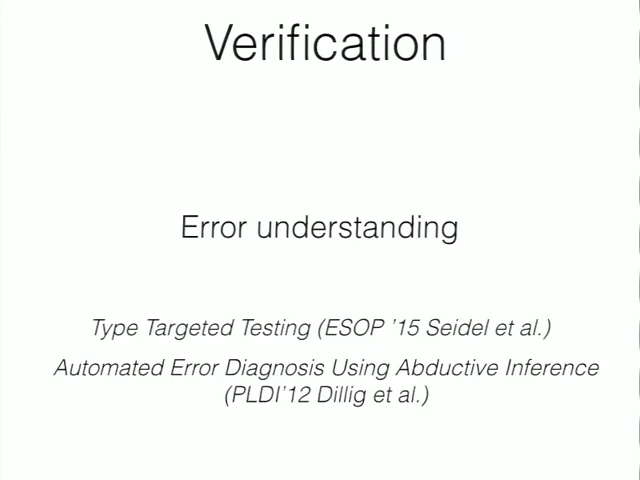 Verification
Error understanding
Type Targeted Testing (ESOP ’15 Seidel et al.)
Automated Error Diagnosis Using Abductive Inference
(PLDI’12 Dillig et al.)